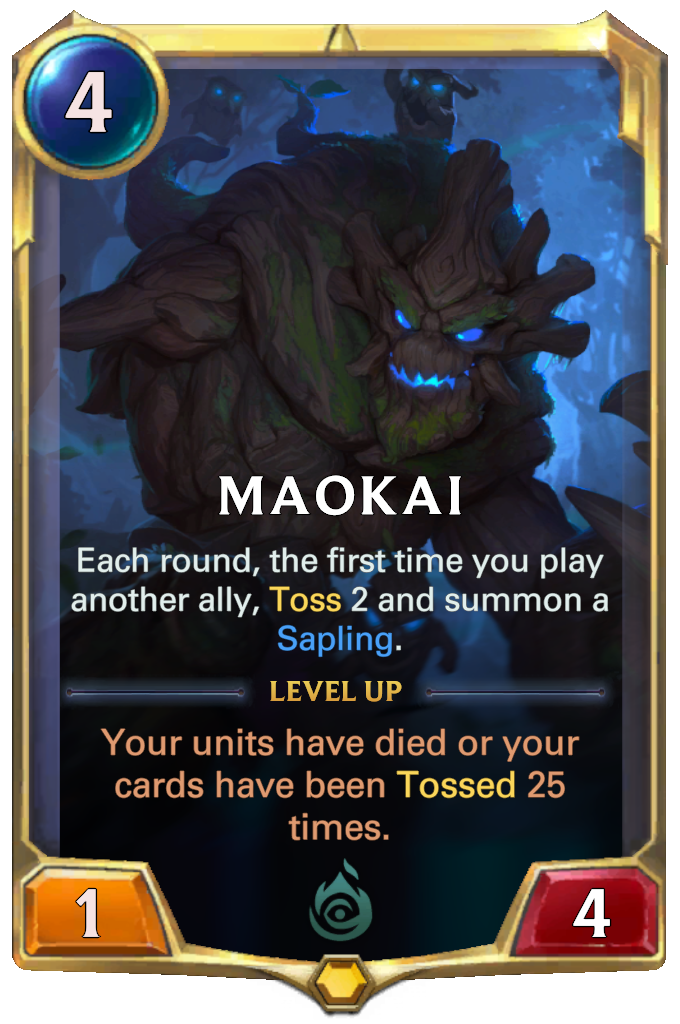 4
MAOKAI
Each round, the first time you play
another ally, Toss 2 and summon a
Sapling.
LEVEL UP
Your units have died or your
cards have been Tossed 25
times.
1
4